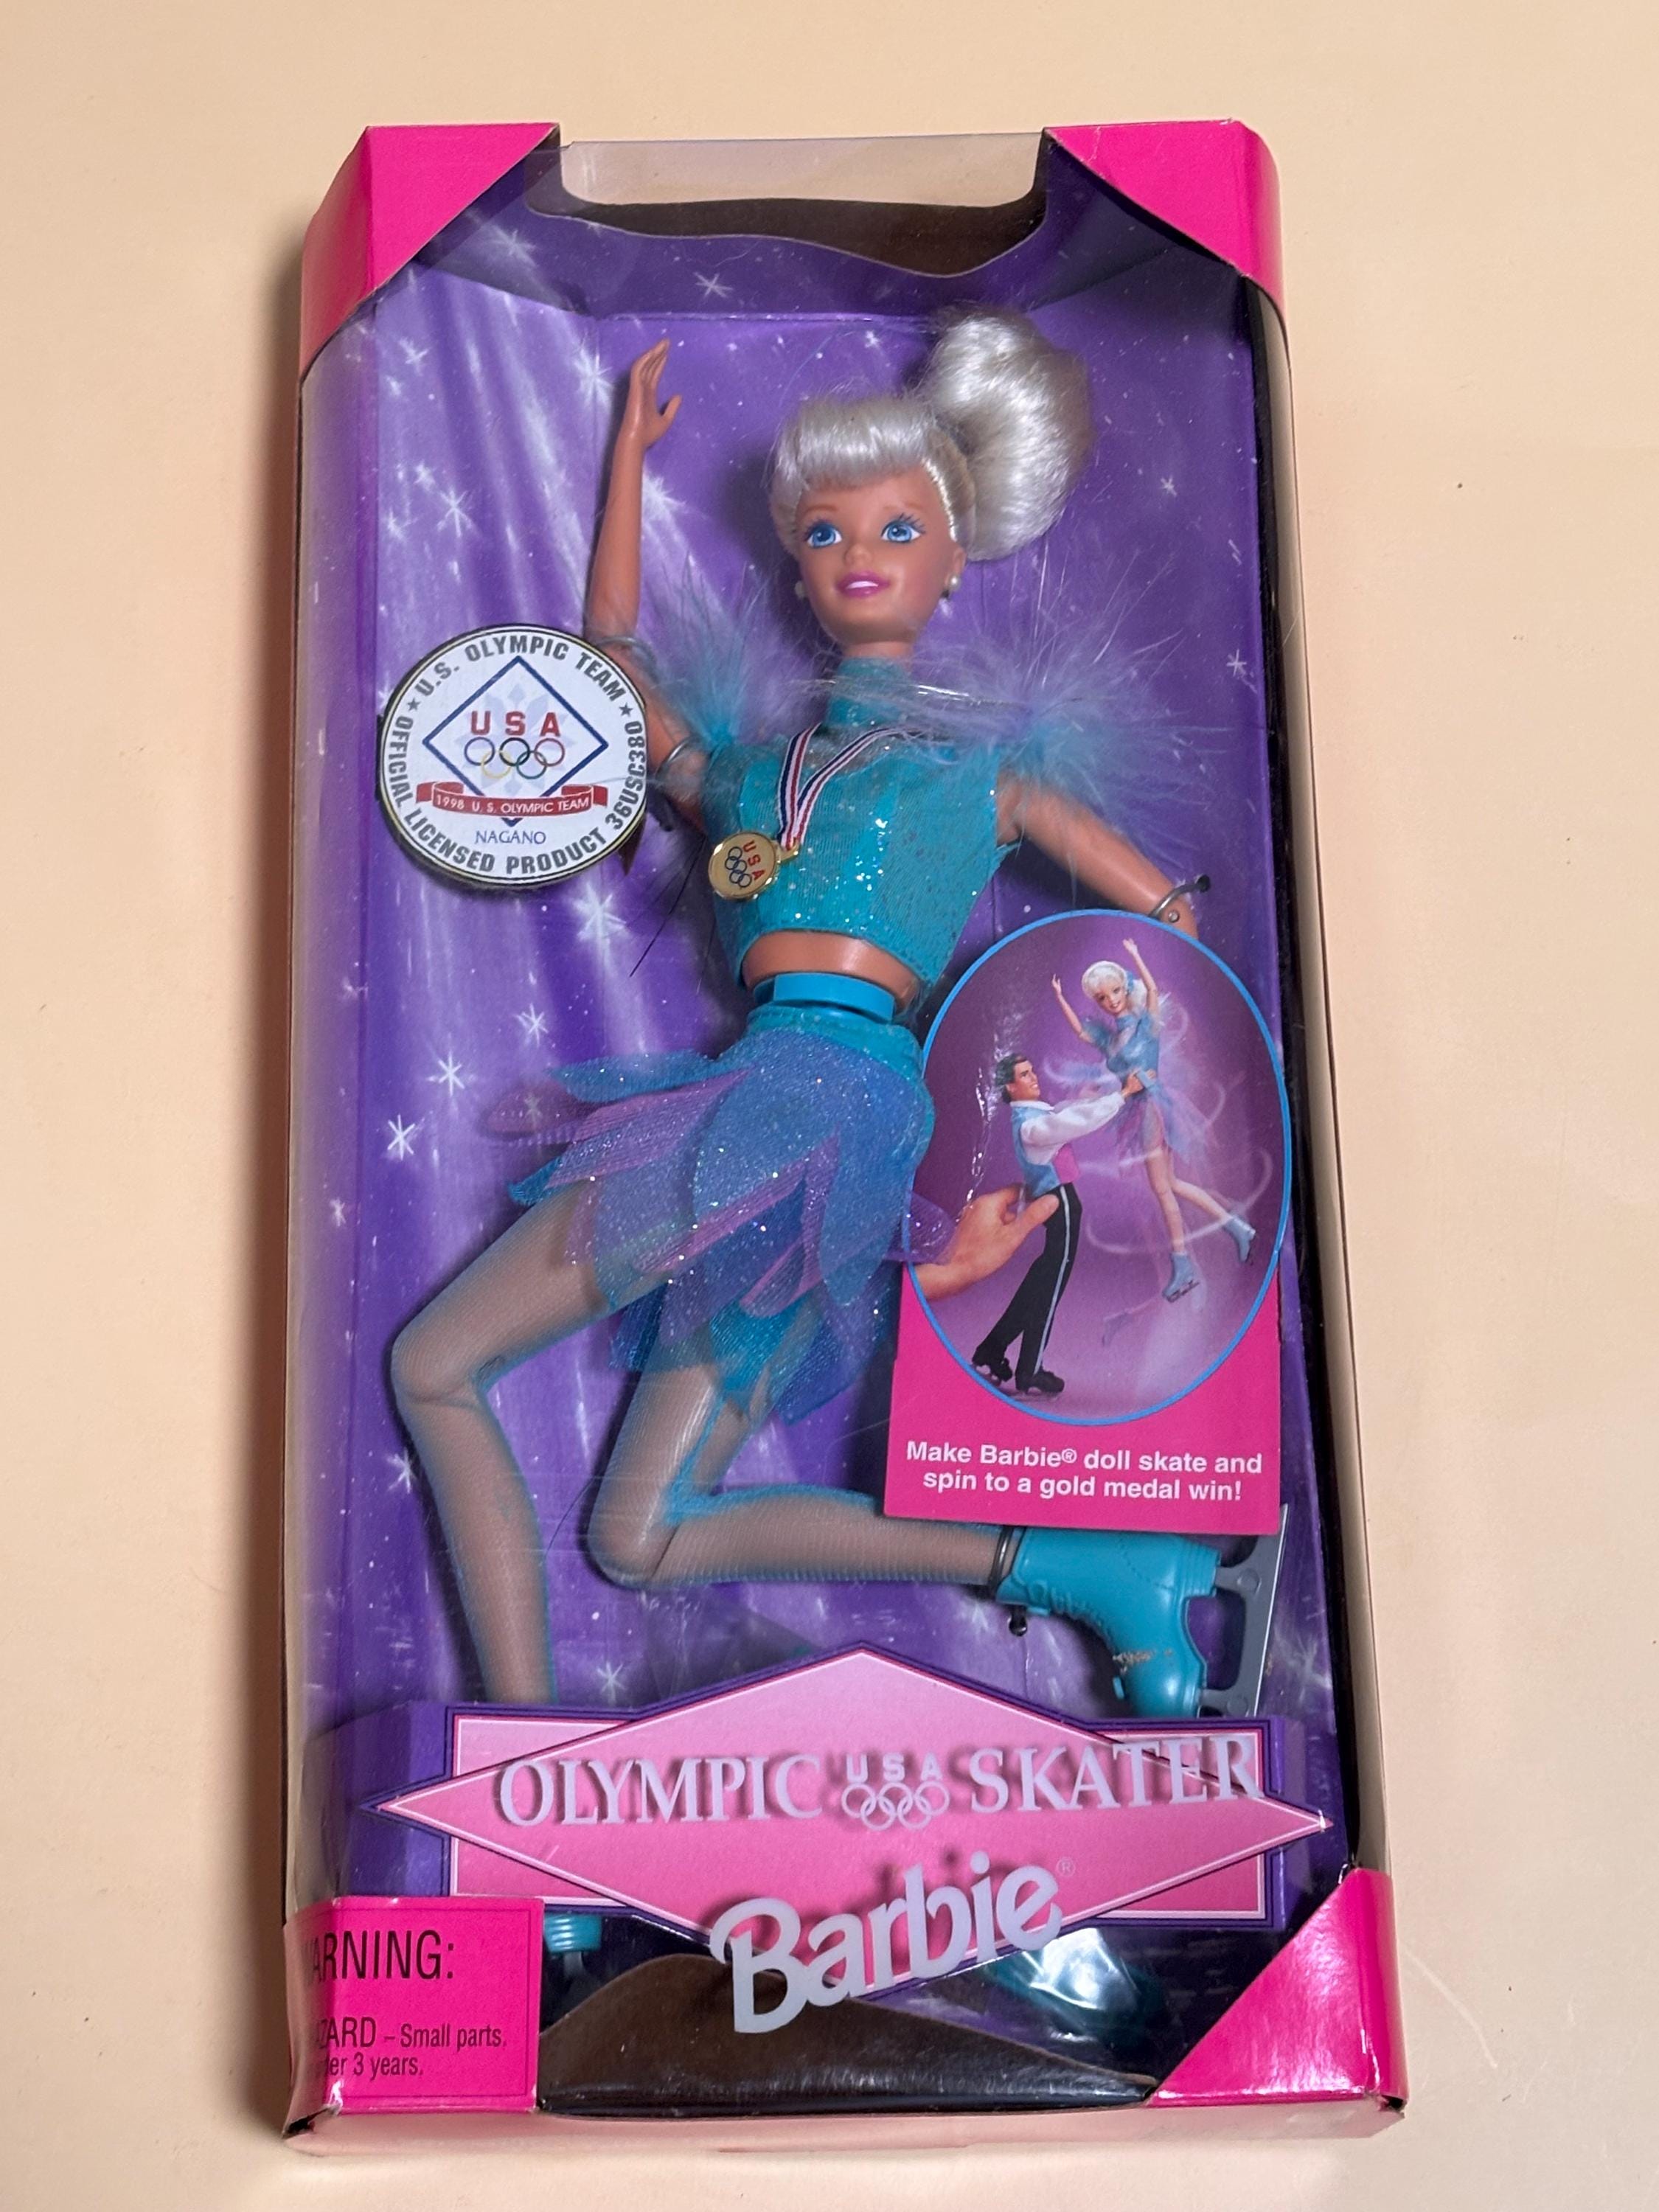 ★ U.S. OLYMPIC TEAM ★
OFFICIAL LICENSED PRODUCT 36USC380
USA
1998 U.S. OLYMPIC TEAM
NAGANO
USA
Make Barbie® doll skate and
spin to a gold medal win!
OLYMPIC USA SKATER
Barbie®
ARNING:
ZARD – Small parts.
der 3 years.